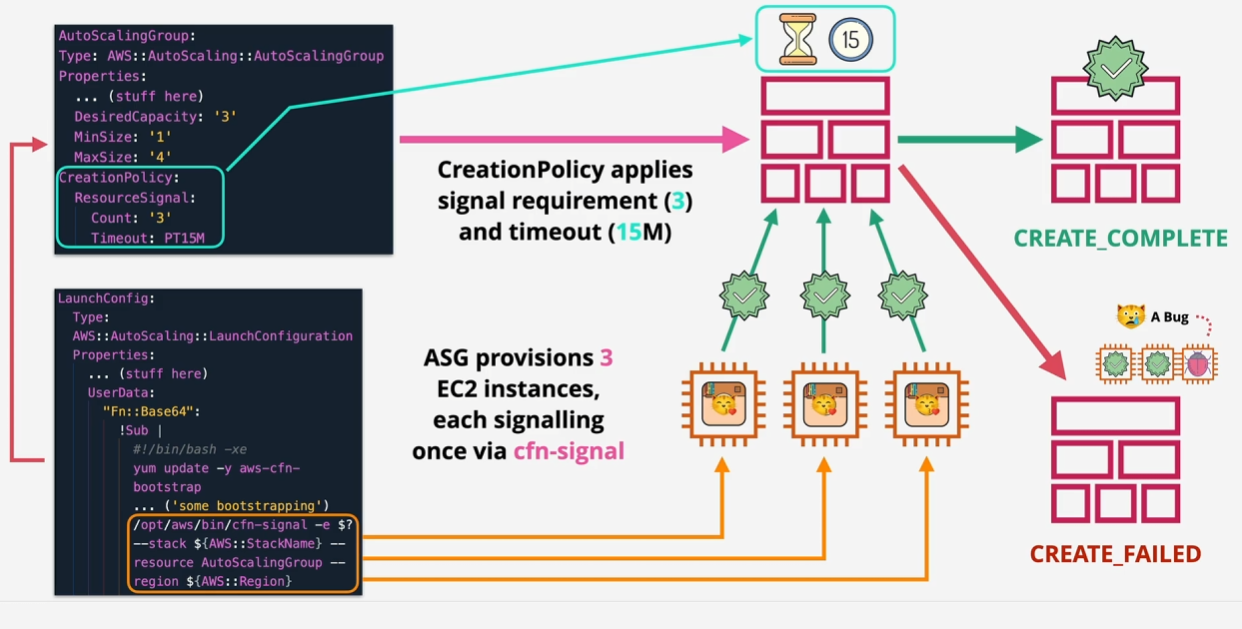 AutoScalingGroup:
Type: AWS::AutoScaling::AutoScalingGroup
Properties:
... (stuff here)
DesiredCapacity: '3'
MinSize: '1'
MaxSize: '4'
CreationPolicy:
ResourceSignal:
Count: '3'
Timeout: PT15M
15
CreationPolicy applies
signal requirement (3)
and timeout (15M)
CREATE_COMPLETE
LaunchConfig:
Type:
AWS::AutoScaling::LaunchConfiguration
Properties:
... (stuff here)
UserData:
"Fn::Base64":
!Sub |
#!/bin/bash -xe
yum update -y aws-cfn-
bootstrap
... ('some bootstrapping')
/opt/aws/bin/cfn-signal -e $?
--stack ${AWS::StackName} --
resource AutoScalingGroup --
region ${AWS::Region}
ASG provisions 3
EC2 instances,
each signalling
once via cfn-signal
A Bug
CREATE_FAILED